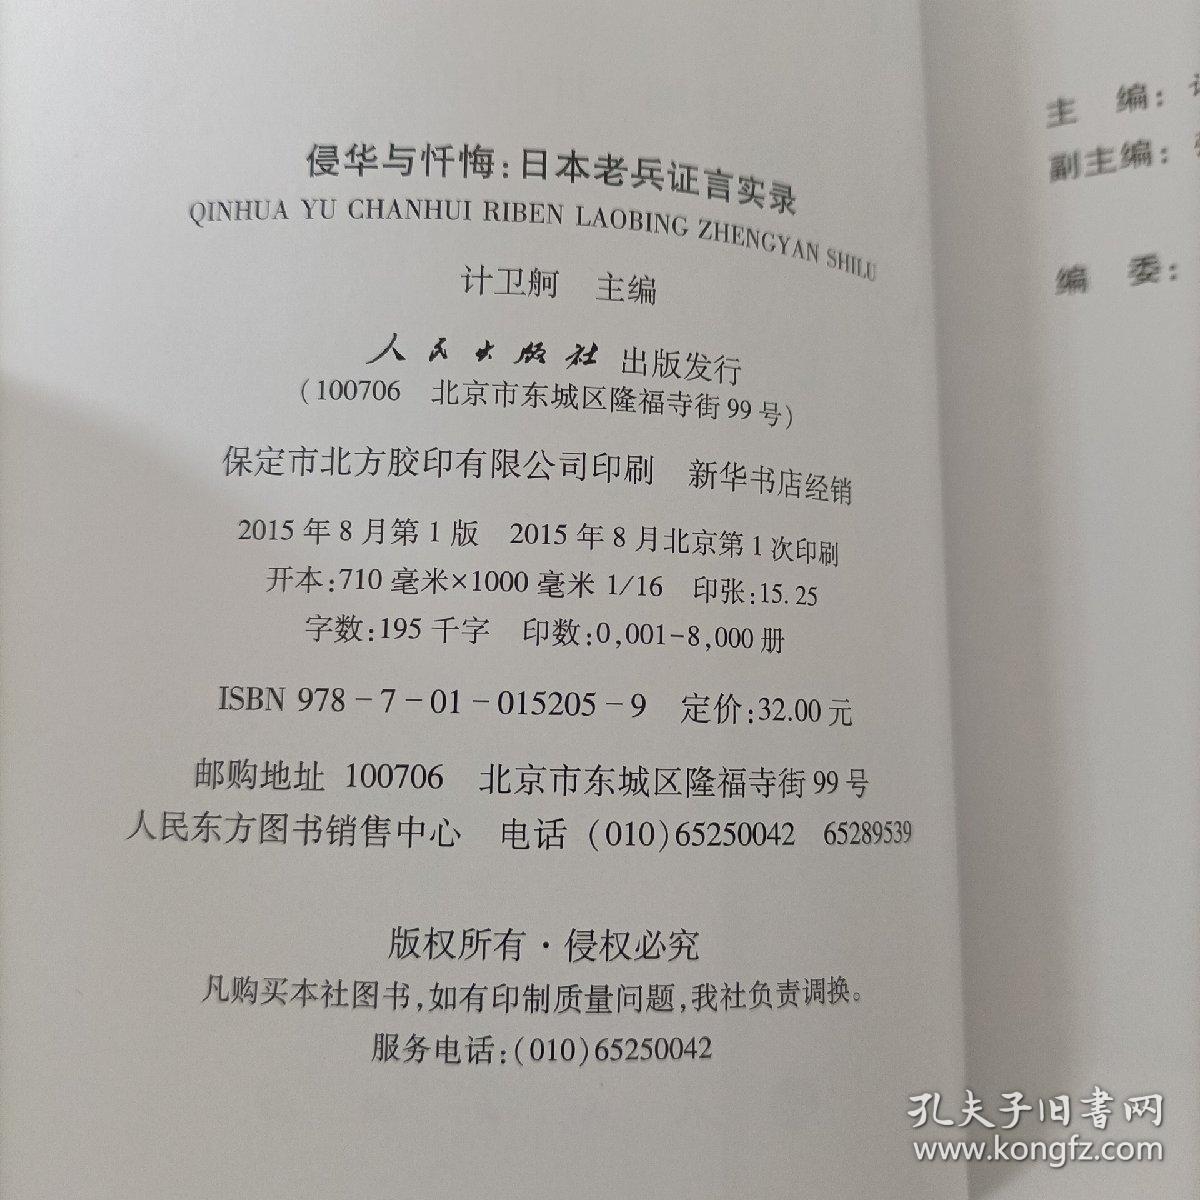 侵华与忏悔:日本老兵证言实录
QINHUA YU CHANHUI RIBEN LAOBING ZHENGYAN SHILU
计卫舸 主编
人民出版社 出版发行
(100706 北京市东城区隆福寺街99号)
保定市北方胶印有限公司印刷 新华书店经销
2015年8月第1版 2015年8月北京第1次印刷
开本:710毫米×1000毫米 1/16 印张:15.25
字数:195千字 印数:0,001-8,000册
ISBN 978-7-01-015205-9 定价:32.00元
邮购地址 100706 北京市东城区隆福寺街99号
人民东方图书销售中心 电话 (010)65250042 65289539
版权所有·侵权必究
凡购买本社图书,如有印制质量问题,我社负责调换。
服务电话:(010)65250042
主 编:
副主编:
编 委:
孔夫子旧书网
www.kongfz.com